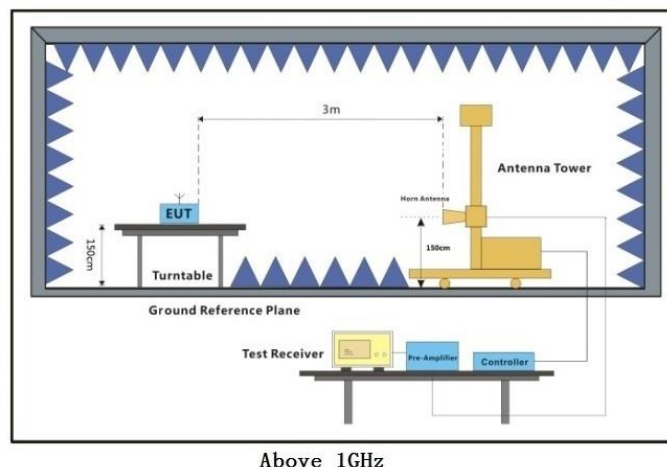 3m
Antenna Tower
Horn Antenna
EUT
150cm
150cm
Turntable
Ground Reference Plane
Test Receiver
Pre-Amplifier
Controller
Above 1GHz